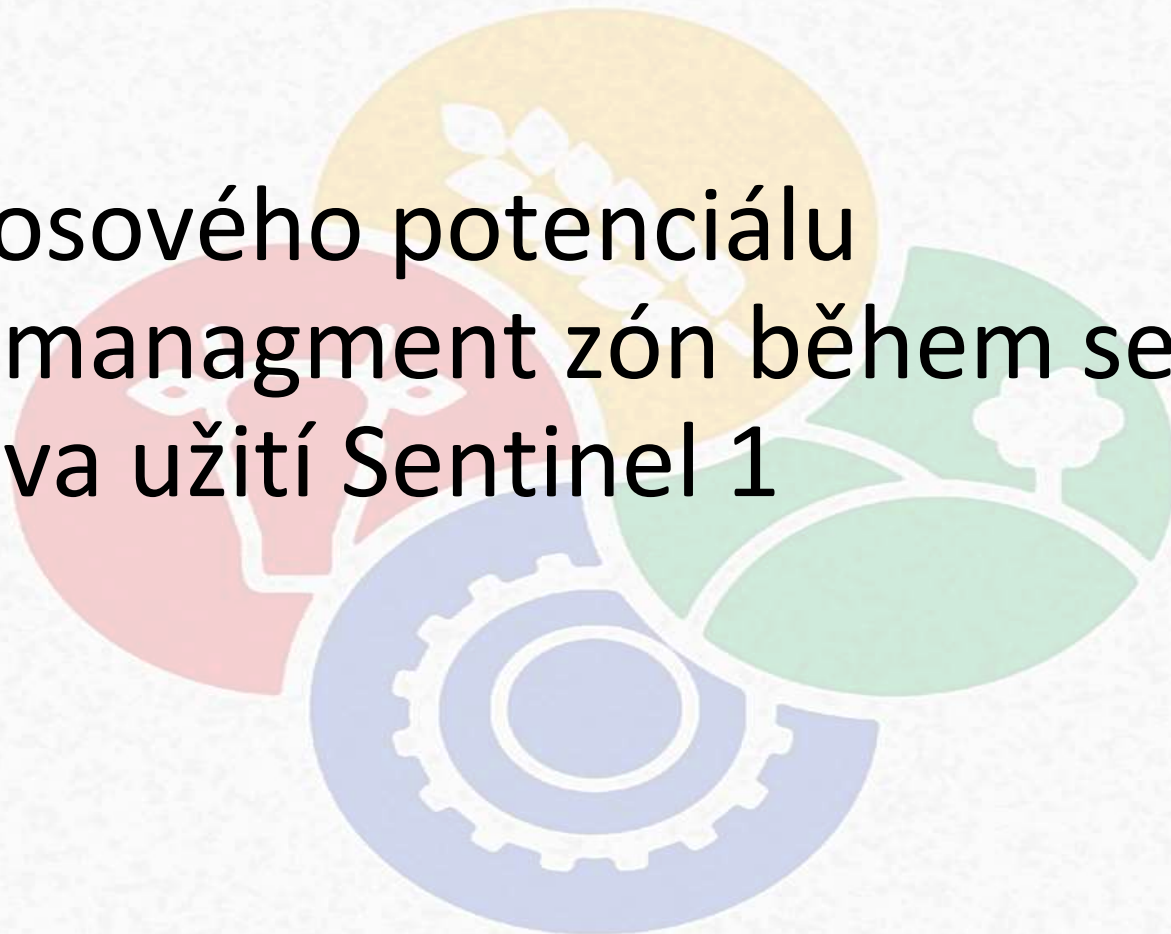 osového potenciálu
managment zón během se
va užití Sentinel 1